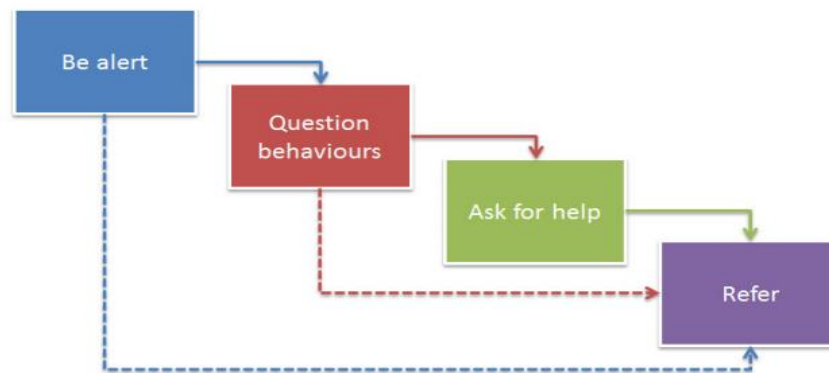 Be alert
Question
behaviours
Ask for help
Refer